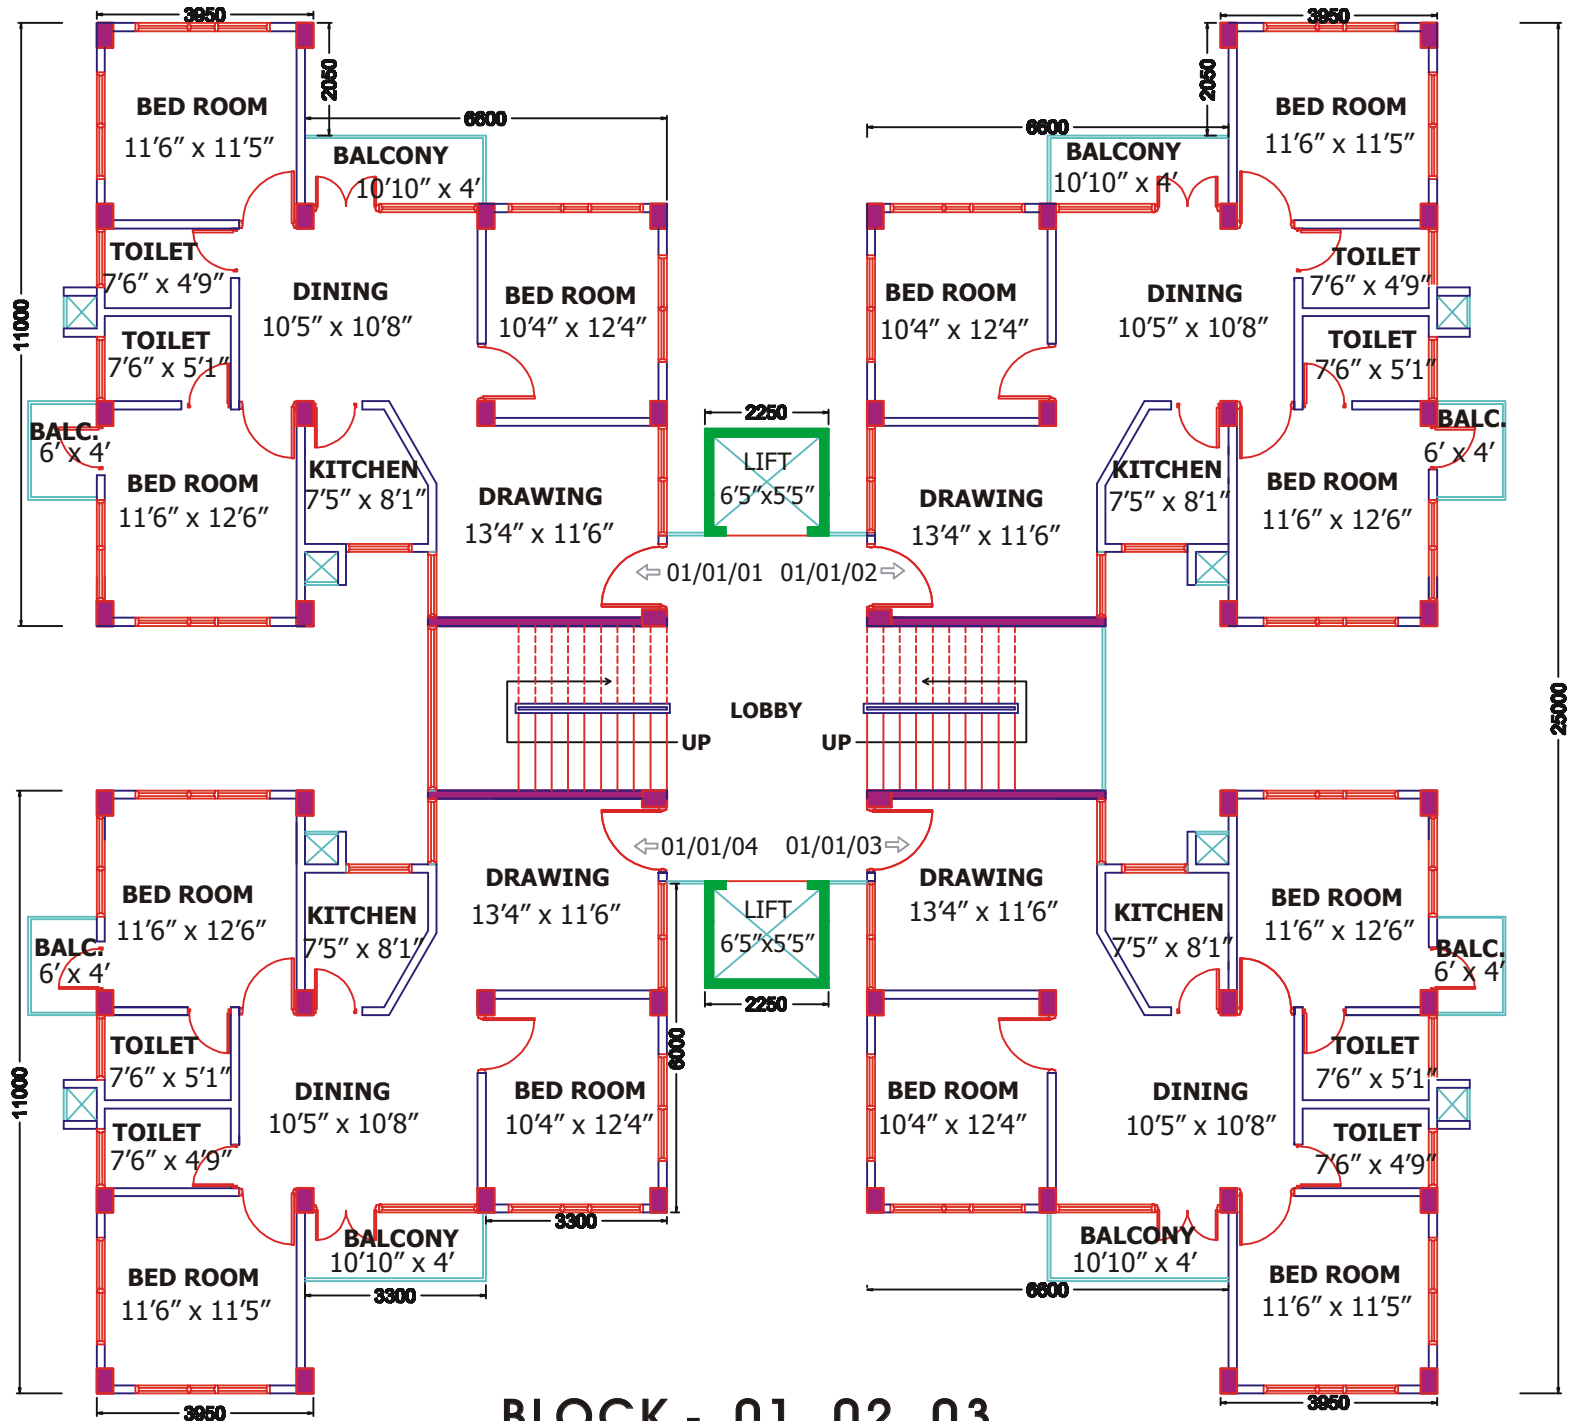 3950
3950
2050
2050
BED ROOM
11'6" x 11'5"
6600
BALCONY
10'10" x 4'
6600
BALCONY
10'10" x 4'
BED ROOM
11'6" x 11'5"
TOILET
7'6" x 4'9"
DINING
10'5" x 10'8"
BED ROOM
10'4" x 12'4"
BED ROOM
10'4" x 12'4"
DINING
10'5" x 10'8"
TOILET
7'6" x 4'9"
11000
TOILET
7'6" x 5'1"
TOILET
7'6" x 5'1"
2250
BALC.
6' x 4'
BED ROOM
11'6" x 12'6"
KITCHEN
7'5" x 8'1"
DRAWING
13'4" x 11'6"
LIFT
6'5"x5'5"
DRAWING
13'4" x 11'6"
KITCHEN
7'5" x 8'1"
BED ROOM
11'6" x 12'6"
BALC.
6' x 4'
01/01/01
01/01/02
25000
LOBBY
UP
UP
01/01/04
01/01/03
BED ROOM
11'6" x 12'6"
BALC.
6' x 4'
KITCHEN
7'5" x 8'1"
DRAWING
13'4" x 11'6"
LIFT
6'5"x5'5"
DRAWING
13'4" x 11'6"
KITCHEN
7'5" x 8'1"
BED ROOM
11'6" x 12'6"
BALC.
6' x 4'
2250
6000
11000
TOILET
7'6" x 5'1"
DINING
10'5" x 10'8"
BED ROOM
10'4" x 12'4"
BED ROOM
10'4" x 12'4"
DINING
10'5" x 10'8"
TOILET
7'6" x 5'1"
TOILET
7'6" x 4'9"
TOILET
7'6" x 4'9"
3300
BALCONY
10'10" x 4'
BALCONY
10'10" x 4'
BED ROOM
11'6" x 11'5"
3300
6600
BED ROOM
11'6" x 11'5"
3950
3950
BLOCK - 01, 02, 03